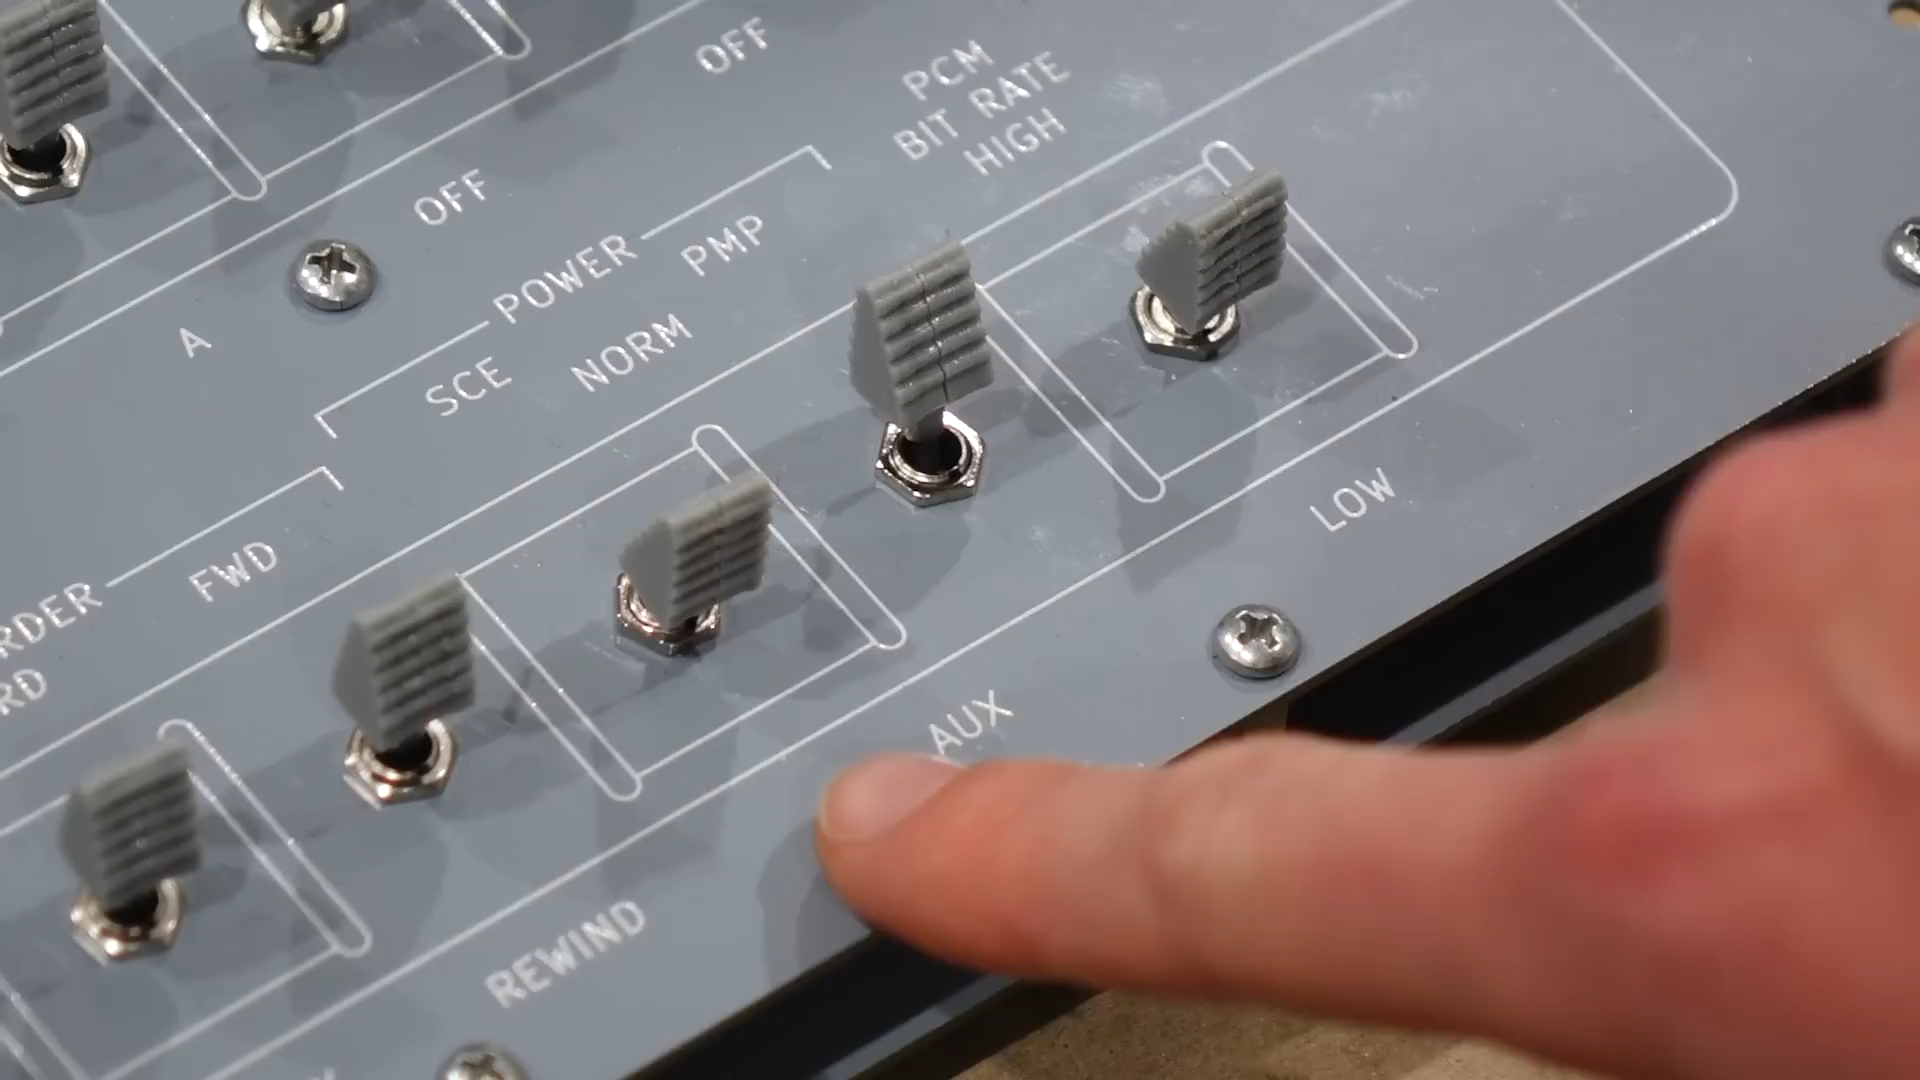 OFF
PCM
BIT RATE
HIGH
OFF
A
POWER
SCE
NORM
PMP
FWD
RDER
RD
LOW
AUX
REWIND